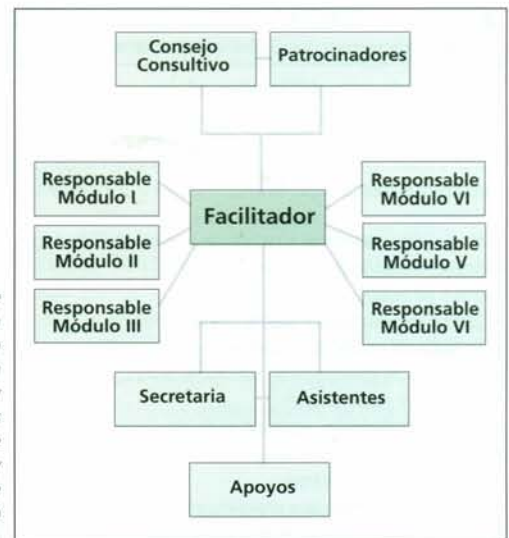 Consejo
Consultivo
Patrocinadores
Responsable
Módulo I
Responsable
Módulo VI
Facilitador
Responsable
Módulo II
Responsable
Módulo V
Responsable
Módulo III
Responsable
Módulo VI
Secretaria
Asistentes
Apoyos